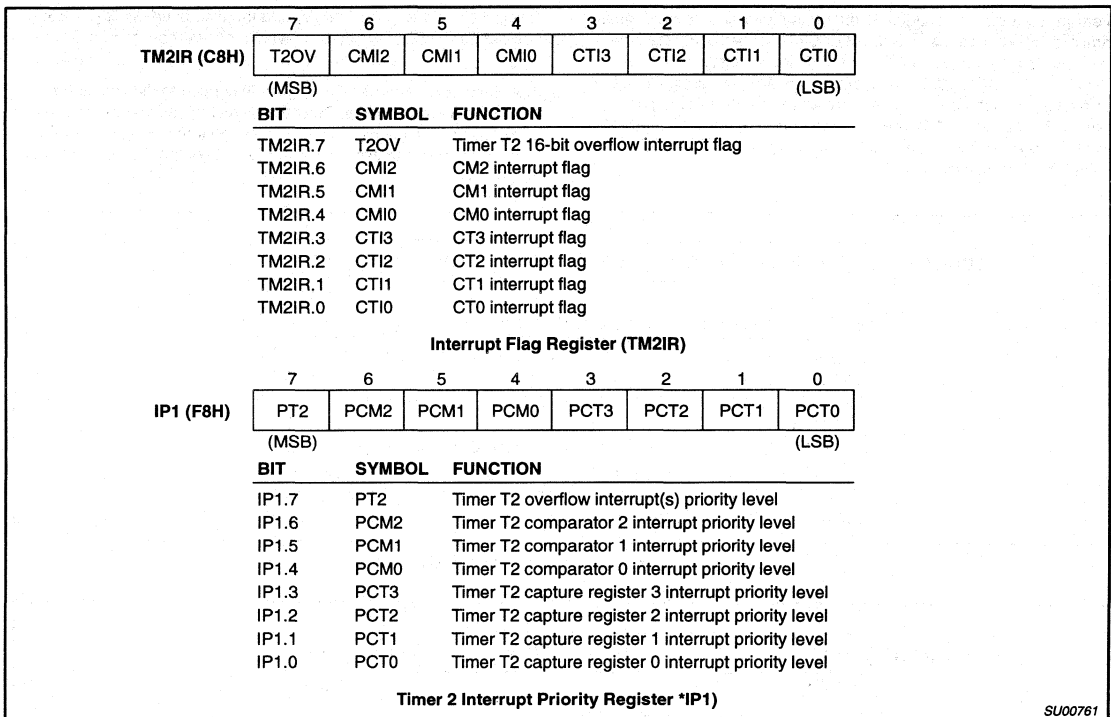 7 6 5 4 3 2 1 0
TM2IR (C8H) T2OV CMI2 CMI1 CMI0 CTI3 CTI2 CTI1 CTI0
(MSB) (LSB)
BIT SYMBOL FUNCTION
TM2IR.7 T2OV Timer T2 16-bit overflow interrupt flag
TM2IR.6 CMI2 CM2 interrupt flag
TM2IR.5 CMI1 CM1 interrupt flag
TM2IR.4 CMI0 CM0 interrupt flag
TM2IR.3 CTI3 CT3 interrupt flag
TM2IR.2 CTI2 CT2 interrupt flag
TM2IR.1 CTI1 CT1 interrupt flag
TM2IR.0 CTI0 CT0 interrupt flag
Interrupt Flag Register (TM2IR)
7 6 5 4 3 2 1 0
IP1 (F8H) PT2 PCM2 PCM1 PCM0 PCT3 PCT2 PCT1 PCT0
(MSB) (LSB)
BIT SYMBOL FUNCTION
IP1.7 PT2 Timer T2 overflow interrupt(s) priority level
IP1.6 PCM2 Timer T2 comparator 2 interrupt priority level
IP1.5 PCM1 Timer T2 comparator 1 interrupt priority level
IP1.4 PCM0 Timer T2 comparator 0 interrupt priority level
IP1.3 PCT3 Timer T2 capture register 3 interrupt priority level
IP1.2 PCT2 Timer T2 capture register 2 interrupt priority level
IP1.1 PCT1 Timer T2 capture register 1 interrupt priority level
IP1.0 PCT0 Timer T2 capture register 0 interrupt priority level
Timer 2 Interrupt Priority Register *IP1)
SU00761